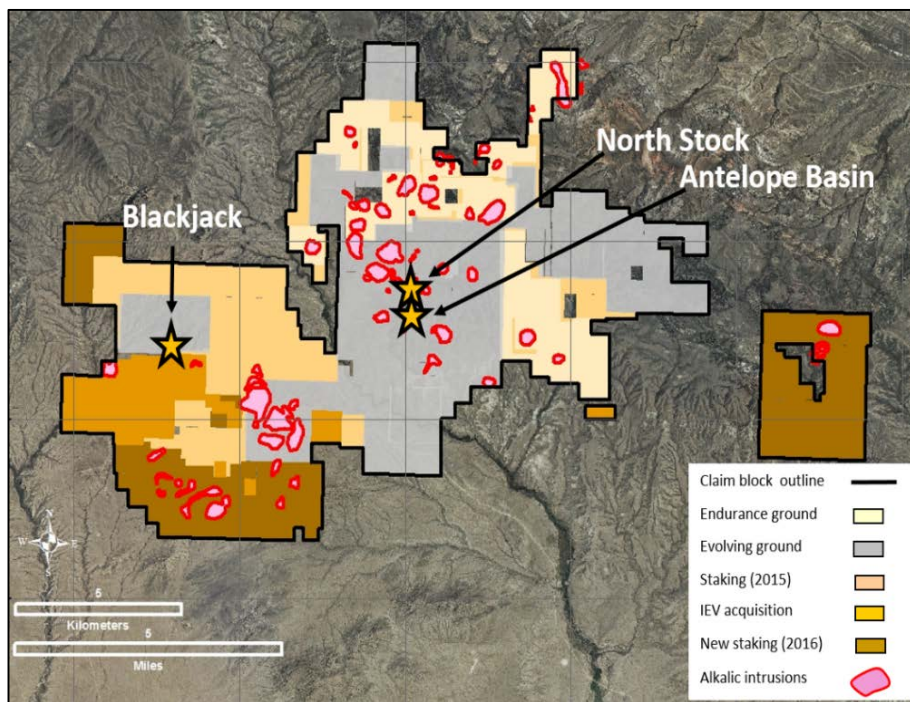 North Stock
Antelope Basin
Blackjack
N
W
E
S
5
Kilometers
5
Miles
Claim block outline
Endurance ground
Evolving ground
Staking (2015)
IEV acquisition
New staking (2016)
Alkalic intrusions